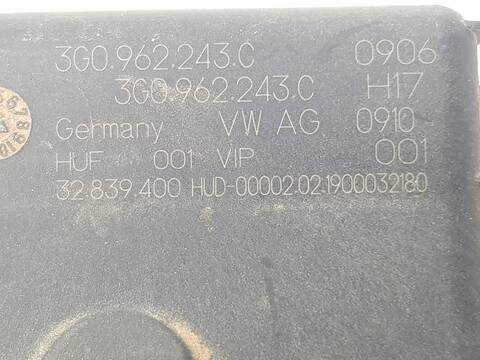 3G0.962.243.C 0906
3G0.962.243.C H17
Germany VW AG 0910
HUF 001 VIP 001
32.839.400 HUD-00002.02.1900032180